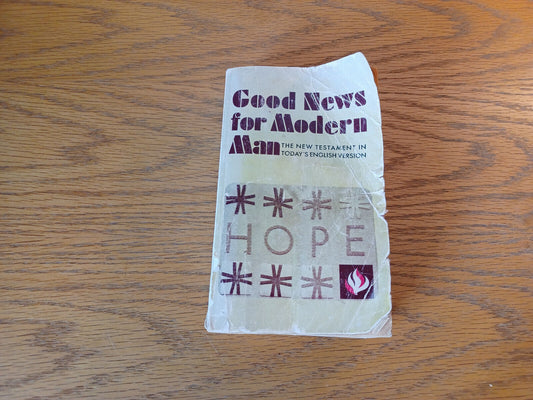 Good News
for Modern
Man THE NEW TESTAMENT IN
TODAY'S ENGLISH VERSION
HOPE